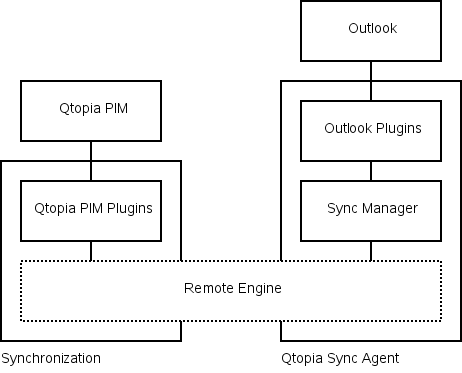 Outlook
Qtopia PIM
Outlook Plugins
Qtopia PIM Plugins
Sync Manager
Remote Engine
Synchronization
Qtopia Sync Agent